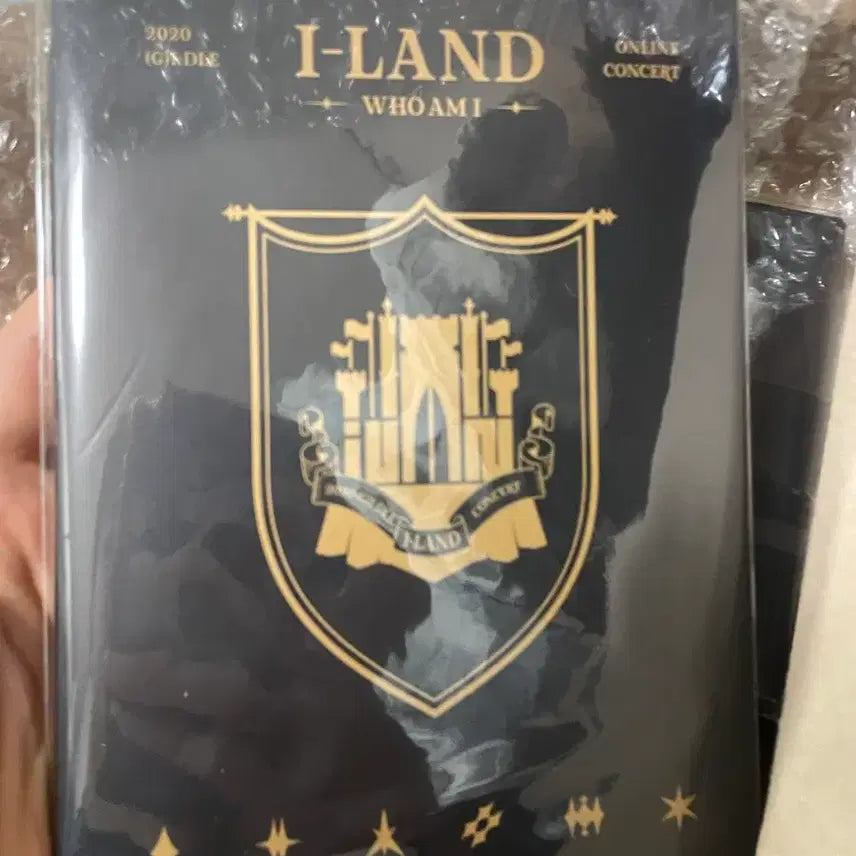 2020
(G)I-DLE
I-LAND
WHO AM I
ONLINE
CONCERT
I-LAND
CONCERT